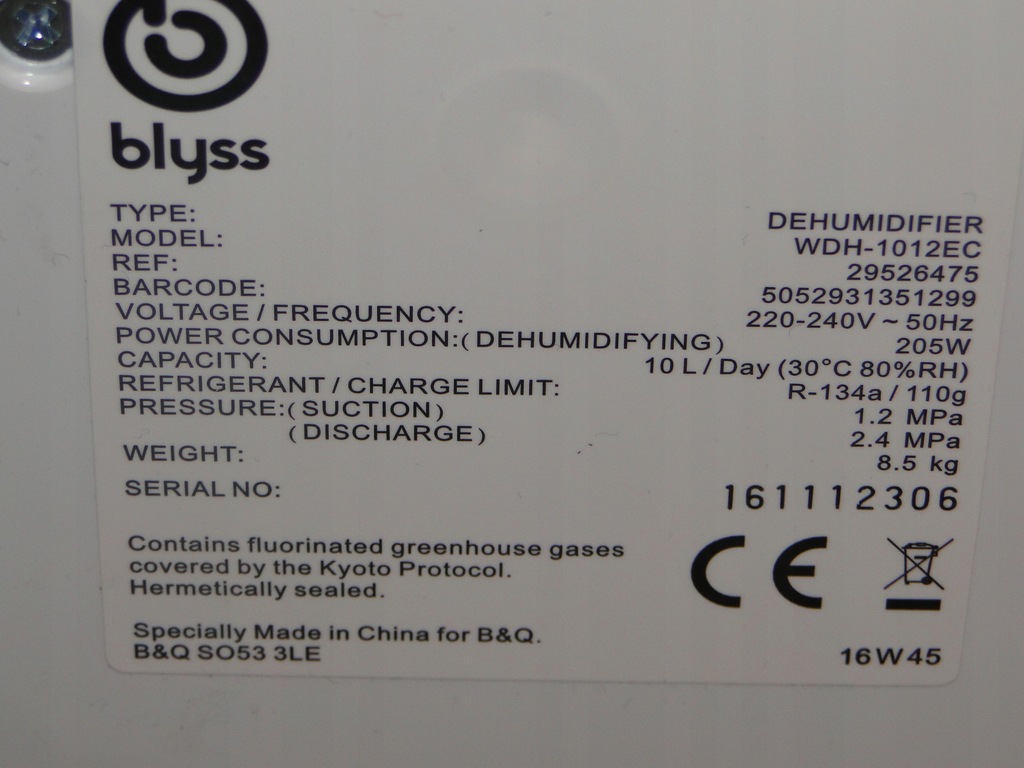 blyss
TYPE: DEHUMIDIFIER
MODEL: WDH-1012EC
REF: 29526475
BARCODE: 5052931351299
VOLTAGE / FREQUENCY: 220-240V ~ 50Hz
POWER CONSUMPTION:( DEHUMIDIFYING ) 205W
CAPACITY: 10 L / Day (30°C 80%RH)
REFRIGERANT / CHARGE LIMIT: R-134a / 110g
PRESSURE:( SUCTION ) 1.2 MPa
( DISCHARGE ) 2.4 MPa
WEIGHT: 8.5 kg
SERIAL NO: 161112306
Contains fluorinated greenhouse gases
covered by the Kyoto Protocol.
Hermetically sealed.
CE
Specially Made in China for B&Q.
B&Q SO53 3LE
16W45